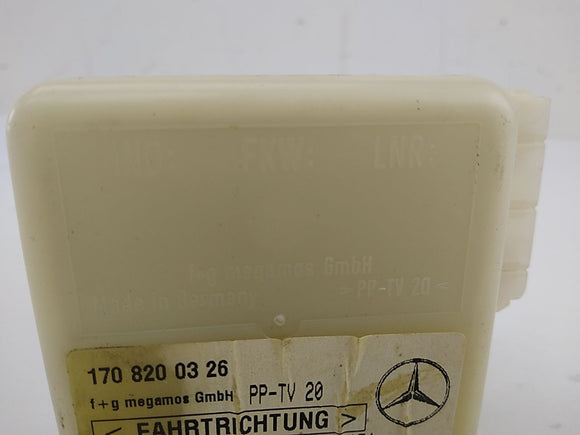 IND: FKW: LNR:
f+g megamos GmbH
Made in Germany >PP-TV 20<
170 820 03 26
f+g megamos GmbH PP-TV 20
< FAHRTRICHTUNG >